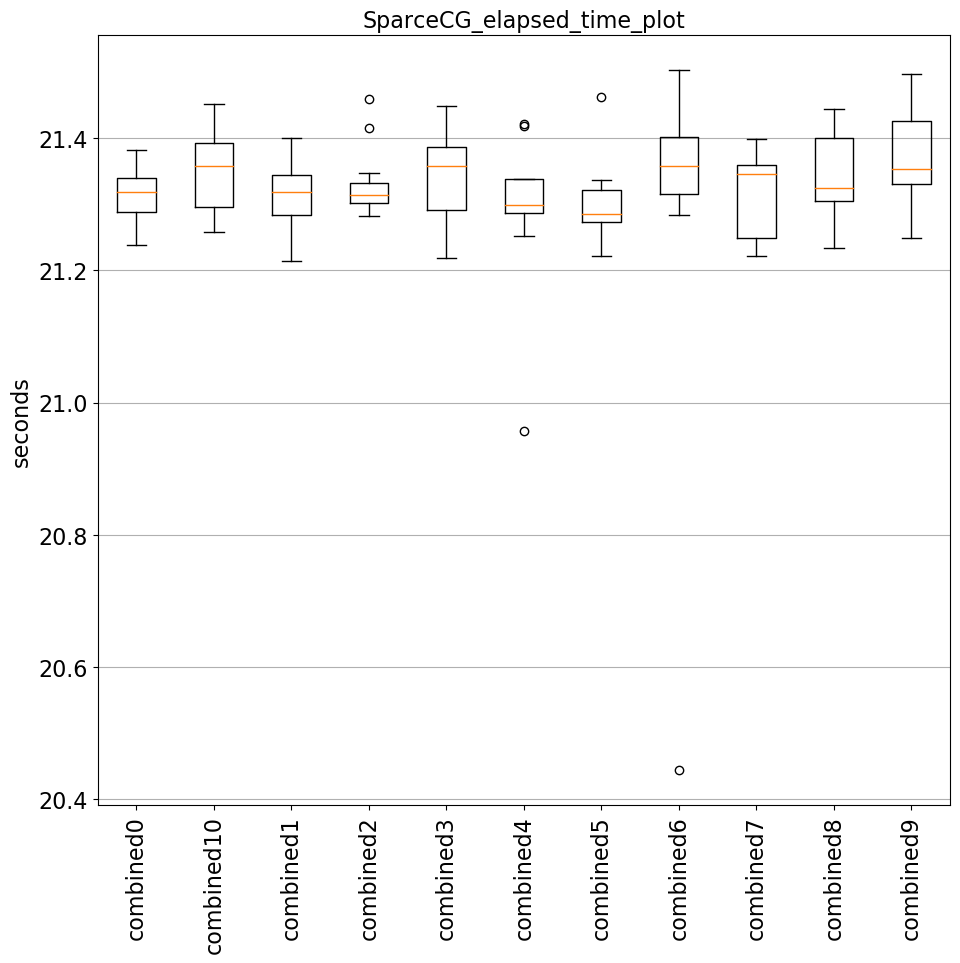 SparceCG_elapsed_time_plot
seconds
21.4
21.2
21.0
20.8
20.6
20.4
combined0
combined10
combined1
combined2
combined3
combined4
combined5
combined6
combined7
combined8
combined9